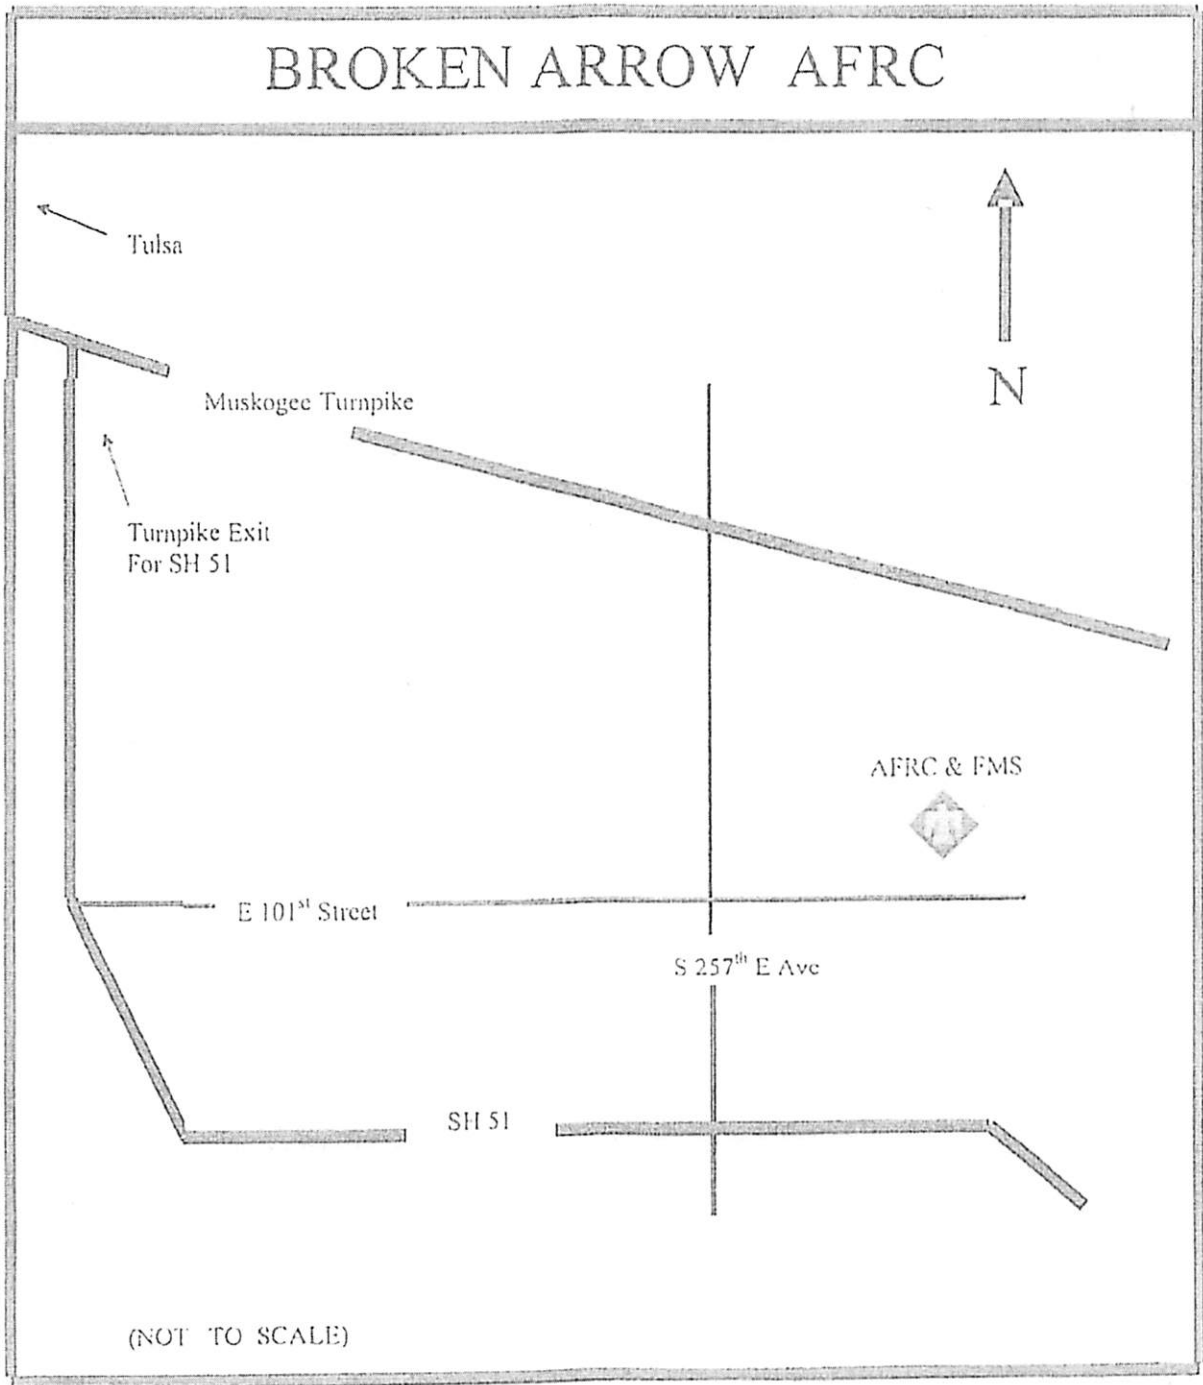 BROKEN ARROW AFRC
Tulsa
N
Muskogee Turnpike
Turnpike Exit
For SH 51
AFRC & FMS
E 101st Street
S 257th E Ave
SH 51
(NOT TO SCALE)